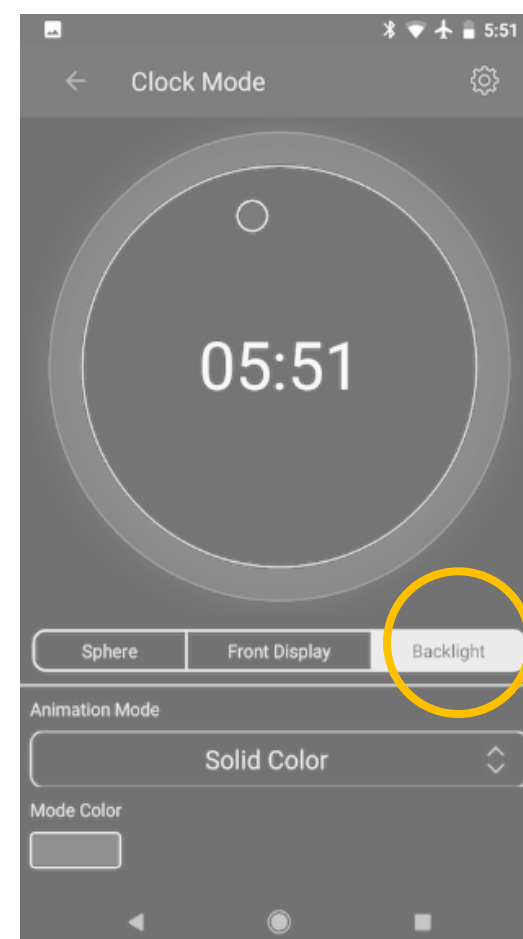 5:51
Clock Mode
05:51
Sphere Front Display Backlight
Animation Mode
Solid Color
Mode Color